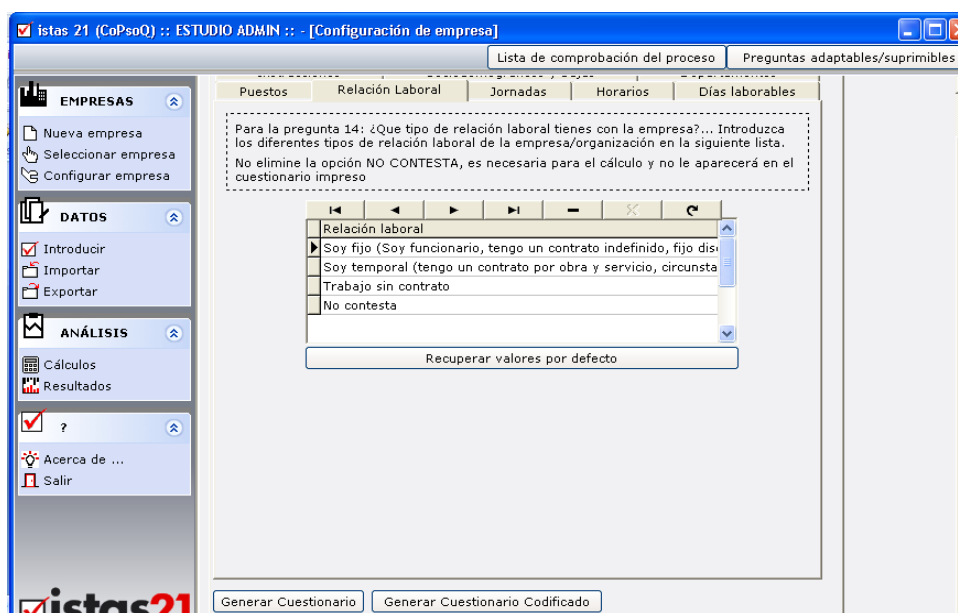 istas 21 (CoPsoQ) :: ESTUDIO ADMIN :: - [Configuración de empresa]
Lista de comprobación del proceso
Preguntas adaptables/suprimibles
EMPRESAS
Nueva empresa
Seleccionar empresa
Configurar empresa
DATOS
Introducir
Importar
Exportar
ANÁLISIS
Cálculos
Resultados
?
Acerca de ...
Salir
istas21
Puestos
Relación Laboral
Jornadas
Horarios
Días laborables
Para la pregunta 14: ¿Que tipo de relación laboral tienes con la empresa?... Introduzca
los diferentes tipos de relación laboral de la empresa/organización en la siguiente lista.
No elimine la opción NO CONTESTA, es necesaria para el cálculo y no le aparecerá en el
cuestionario impreso
Relación laboral
Soy fijo (Soy funcionario, tengo un contrato indefinido, fijo dis
Soy temporal (tengo un contrato por obra y servicio, circunsta
Trabajo sin contrato
No contesta
Recuperar valores por defecto
Generar Cuestionario
Generar Cuestionario Codificado